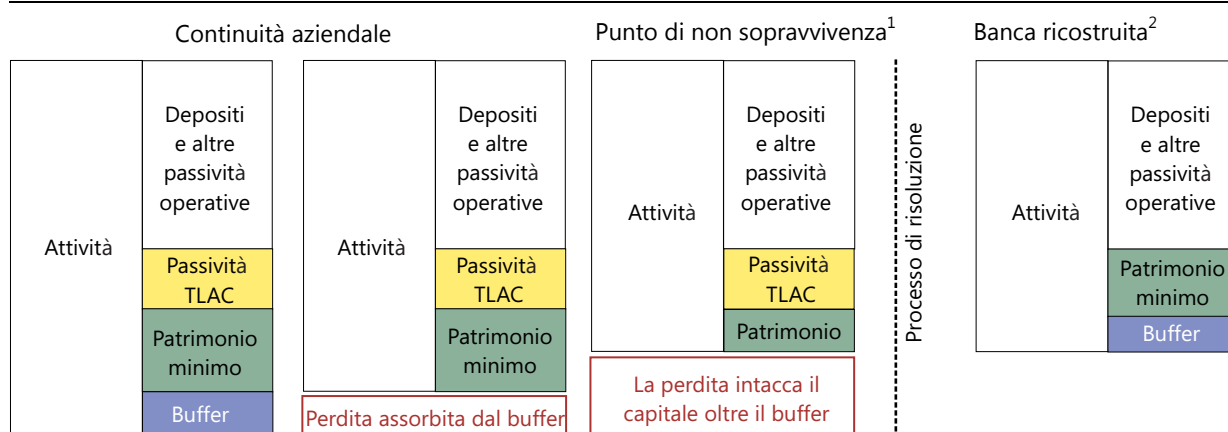 Continuità aziendale
Punto di non sopravvivenza1
Banca ricostruita2
Attività
Depositi
e altre
passività
operative
Passività
TLAC
Patrimonio
minimo
Buffer
Attività
Depositi
e altre
passività
operative
Passività
TLAC
Patrimonio
minimo
Perdita assorbita dal buffer
Attività
Depositi
e altre
passività
operative
Passività
TLAC
Patrimonio
La perdita intacca il
capitale oltre il buffer
Processo di risoluzione
Attività
Depositi
e altre
passività
operative
Patrimonio
minimo
Buffer